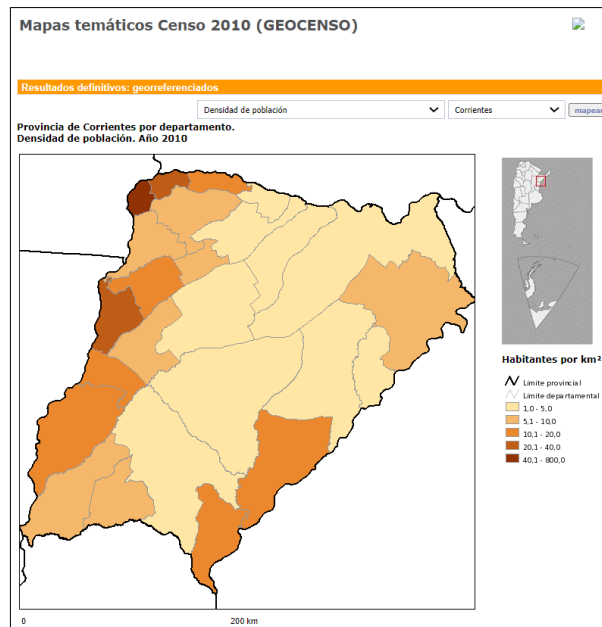 Mapas temáticos Censo 2010 (GEOCENSO)
Resultados definitivos: georreferenciados
Densidad de población
Corrientes
mapear
Provincia de Corrientes por departamento.
Densidad de población. Año 2010
Habitantes por km²
Límite provincial
Límite departamental
1,0 - 5,0
5,1 - 10,0
10,1 - 20,0
20,1 - 40,0
40,1 - 800,0
0 200 km